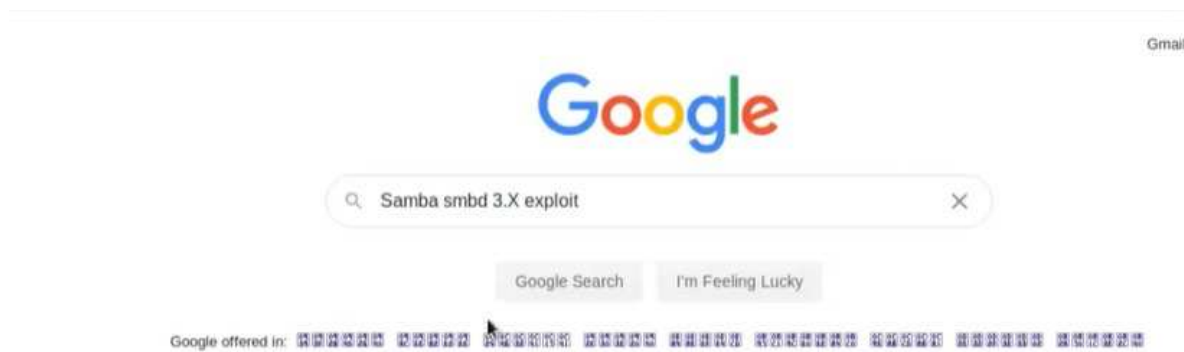 Gmail
Google
Samba smbd 3.X exploit
Google Search I'm Feeling Lucky
Google offered in: